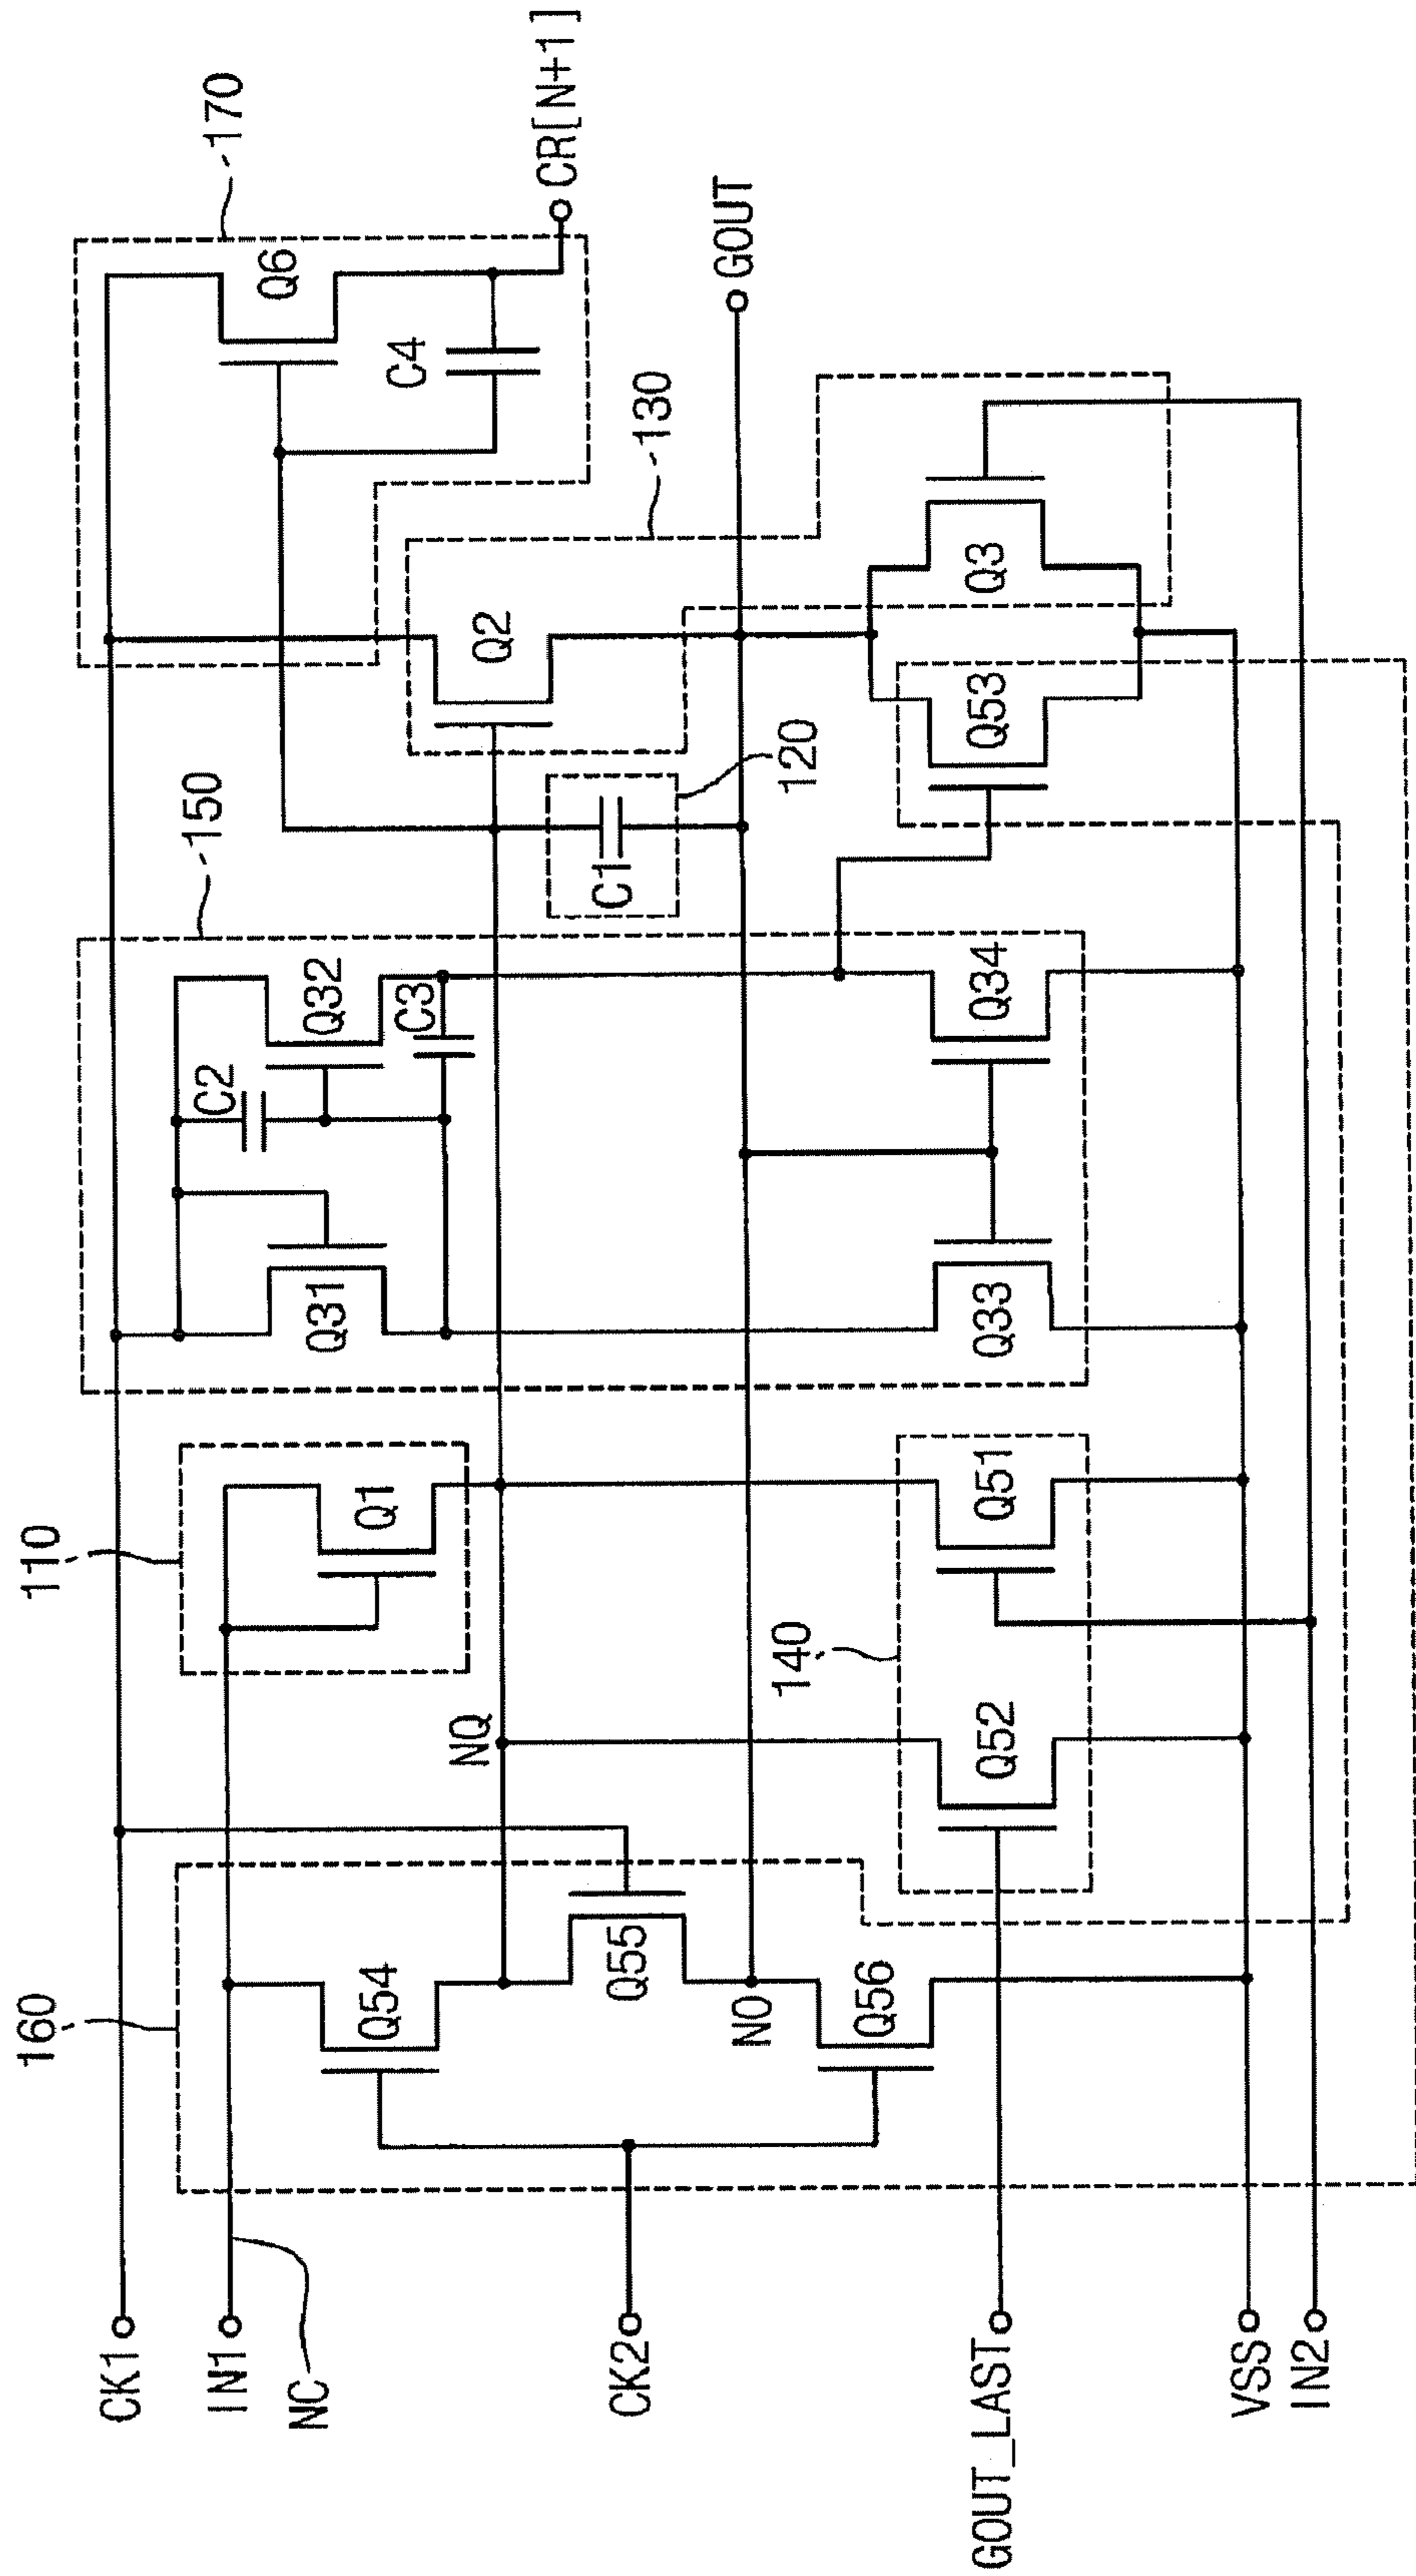 170
CR[N+1]
Q6
C4
GOUT
130
Q2
Q3
Q53
120
C1
150
Q32
C3
C2
Q34
Q31
Q33
110
Q1
Q51
140
Q52
NQ
160
Q54
Q55
NO
Q56
CK1
IN1
NC
CK2
GOUT_LAST
VSS
IN2